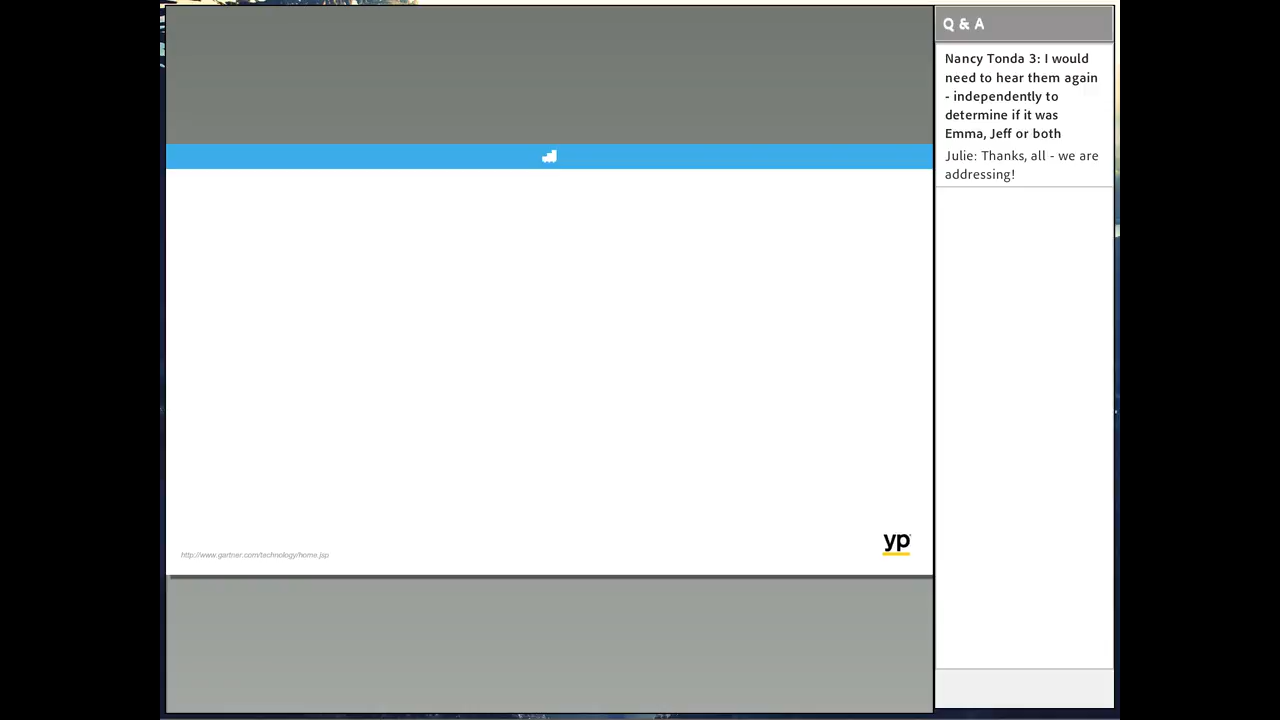 Q & A
Nancy Tonda 3: I would
need to hear them again
- independently to
determine if it was
Emma, Jeff or both
Julie: Thanks, all - we are
addressing!
http://www.gartner.com/technology/home.jsp
yp